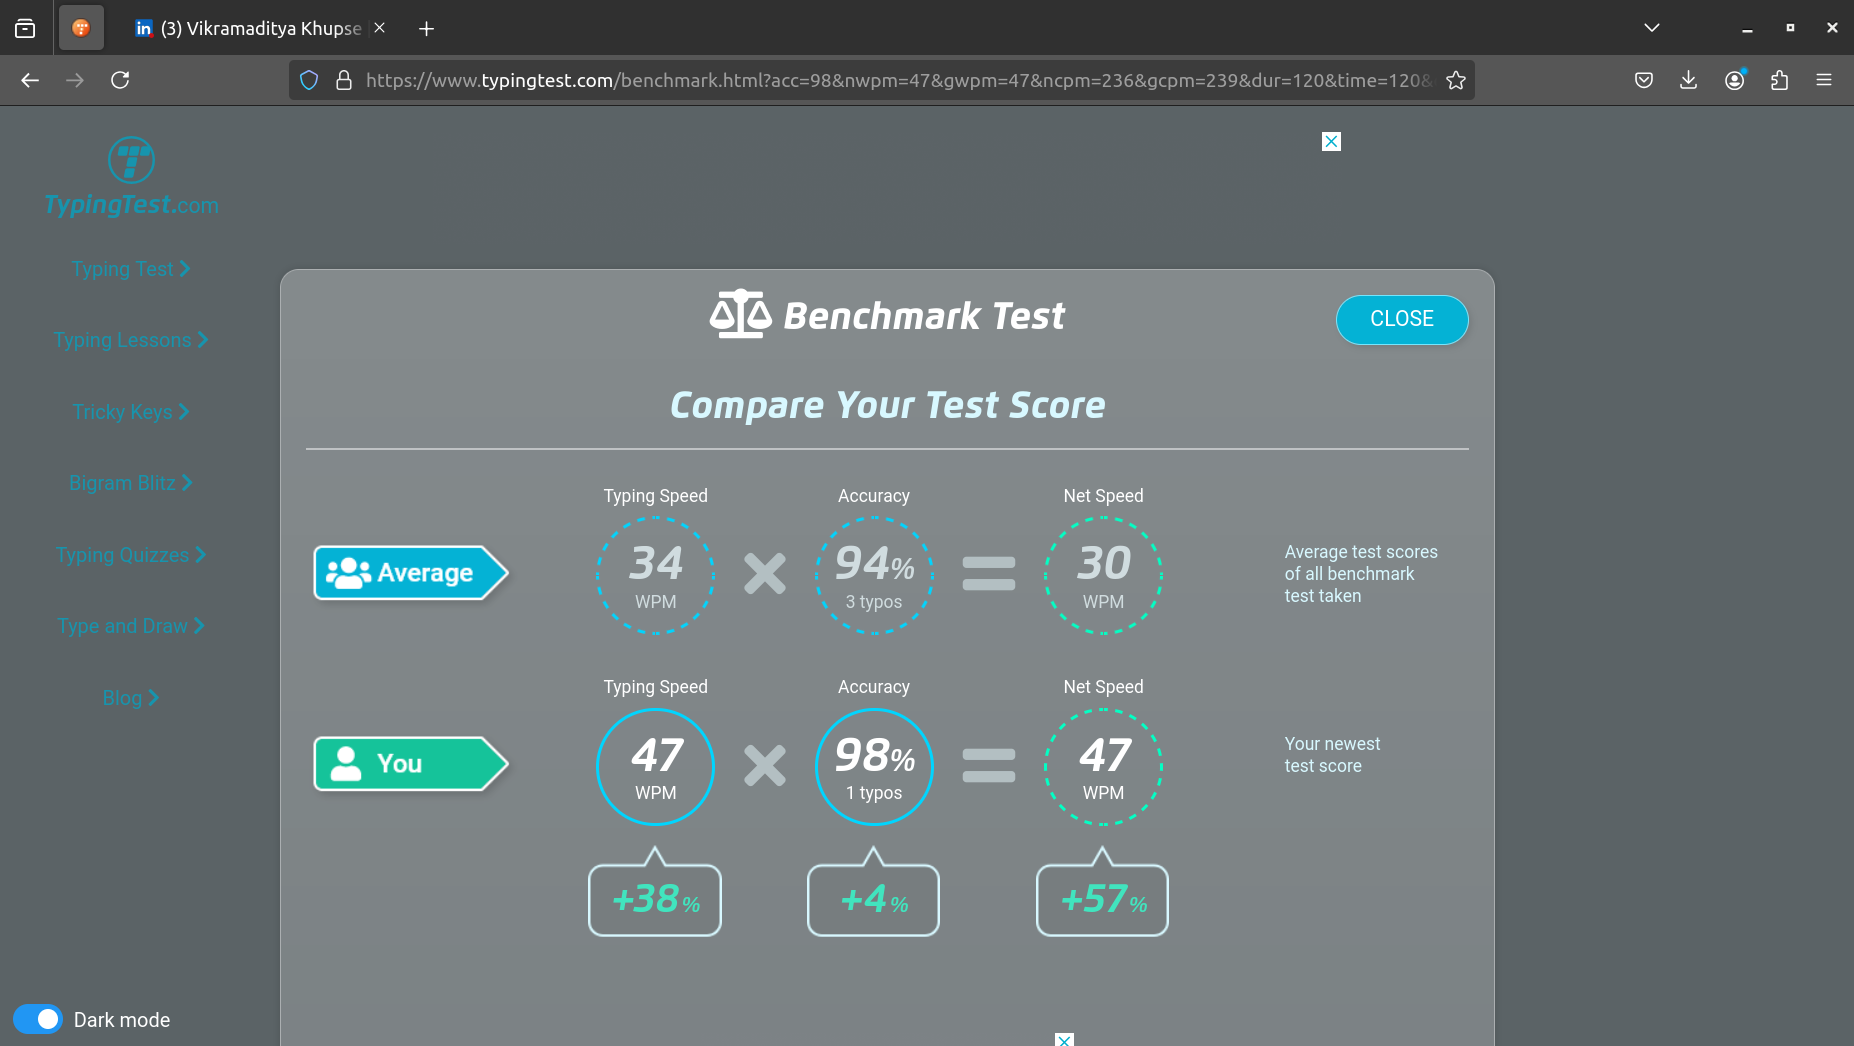 (3) Vikramaditya Khupse
https://www.typingtest.com/benchmark.html?acc=98&nwpm=47&gwpm=47&ncpm=236&gcpm=239&dur=120&time=120&
TypingTest.com
Typing Test
Typing Lessons
Tricky Keys
Bigram Blitz
Typing Quizzes
Type and Draw
Blog
Dark mode
Benchmark Test
CLOSE
Compare Your Test Score
Typing Speed Accuracy Net Speed
Average 34 WPM 94% 3 typos 30 WPM
Average test scores
of all benchmark
test taken
Typing Speed Accuracy Net Speed
You 47 WPM 98% 1 typos 47 WPM
Your newest
test score
+38% +4% +57%